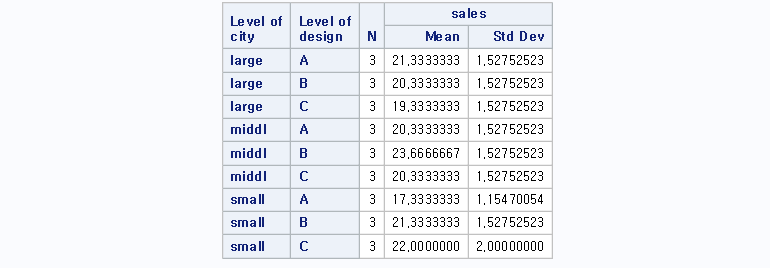 Level of city Level of design N sales
Mean Std Dev
large A 3 21,3333333 1,52752523
large B 3 20,3333333 1,52752523
large C 3 19,3333333 1,52752523
middl A 3 20,3333333 1,52752523
middl B 3 23,6666667 1,52752523
middl C 3 20,3333333 1,52752523
small A 3 17,3333333 1,15470054
small B 3 21,3333333 1,52752523
small C 3 22,0000000 2,00000000